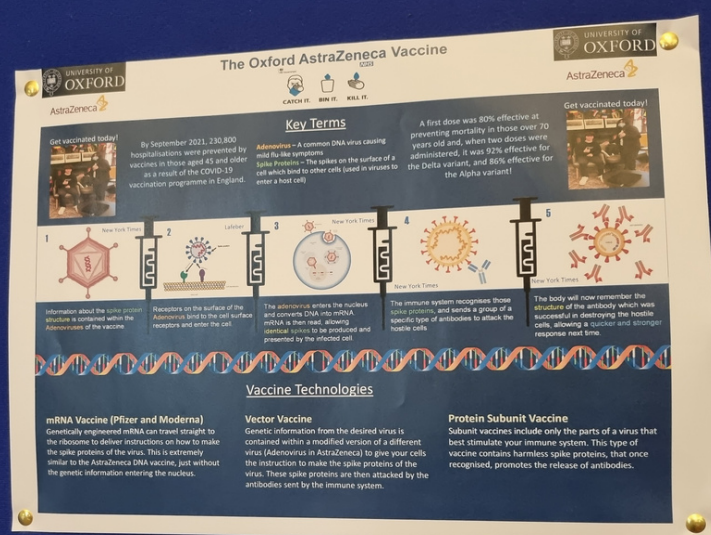 The Oxford AstraZeneca Vaccine
UNIVERSITY OF
OXFORD
AstraZeneca
NHS
CATCH IT. BIN IT. KILL IT.
UNIVERSITY OF
OXFORD
AstraZeneca
Get vaccinated today!
By September 2021, 230,800
hospitalisations were prevented by
vaccines in those aged 45 and older
as a result of the COVID-19
vaccination programme in England.
Key Terms
Adenovirus – A common DNA virus causing
mild flu-like symptoms
Spike Proteins – The spikes on the surface of a
cell which bind to other cells (used in viruses to
enter a host cell)
A first dose was 80% effective at
preventing mortality in those over 70
years old and, when two doses were
administered, it was 92% effective for
the Delta variant, and 86% effective for
the Alpha variant!
Get vaccinated today!
1
New York Times
Information about the spike protein
structure is contained within the
Adenoviruses of the vaccine.
2
Lafeber
Receptors on the surface of the
Adenovirus bind to the cell surface
receptors and enter the cell.
3
New York Times
The adenovirus enters the nucleus
and converts DNA into mRNA
mRNA is then read, allowing
identical spikes to be produced and
presented by the infected cell.
4
New York Times
The immune system recognises those
spike proteins, and sends a group of
specific type of antibodies to attack the
hostile cells
5
New York Times
The body will now remember the
structure of the antibody which was
successful in destroying the hostile
cells, allowing a quicker and stronger
response next time.
Vaccine Technologies
mRNA Vaccine (Pfizer and Moderna)
Genetically engineered mRNA can travel straight to
the ribosome to deliver instructions on how to make
the spike proteins of the virus. This is extremely
similar to the AstraZeneca DNA vaccine, just without
the genetic information entering the nucleus.
Vector Vaccine
Genetic information from the desired virus is
contained within a modified version of a different
virus (Adenovirus in AstraZeneca) to give your cells
the instruction to make the spike proteins of the
virus. These spike proteins are then attacked by the
antibodies sent by the immune system.
Protein Subunit Vaccine
Subunit vaccines include only the parts of a virus that
best stimulate your immune system. This type of
vaccine contains harmless spike proteins, that once
recognised, promotes the release of antibodies.